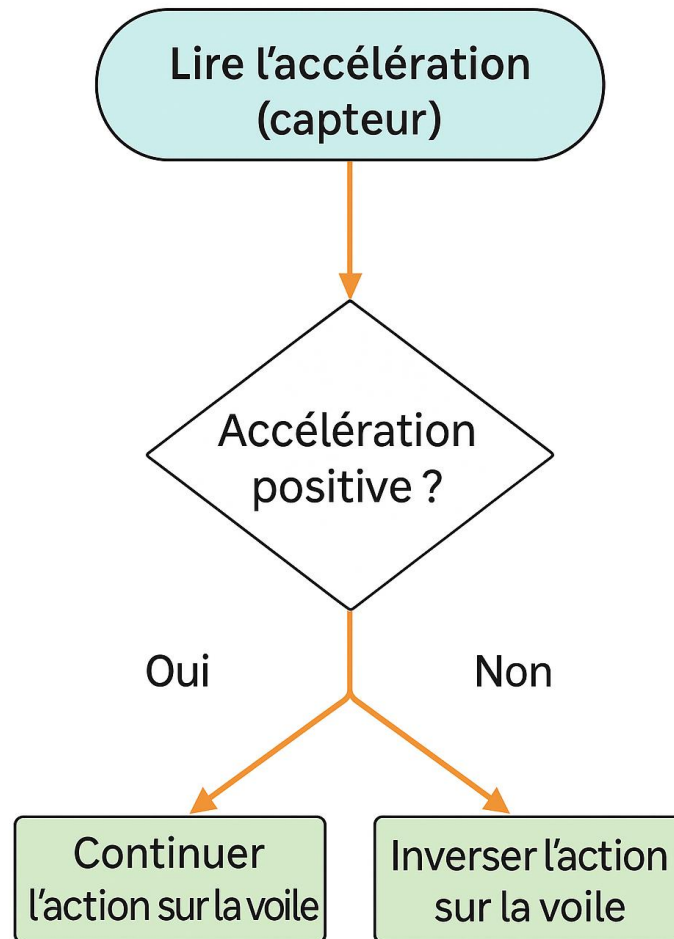 Lire l'accélération
(capteur)
Accélération
positive ?
Oui
Non
Continuer
l'action sur la voile
Inverser l'action
sur la voile